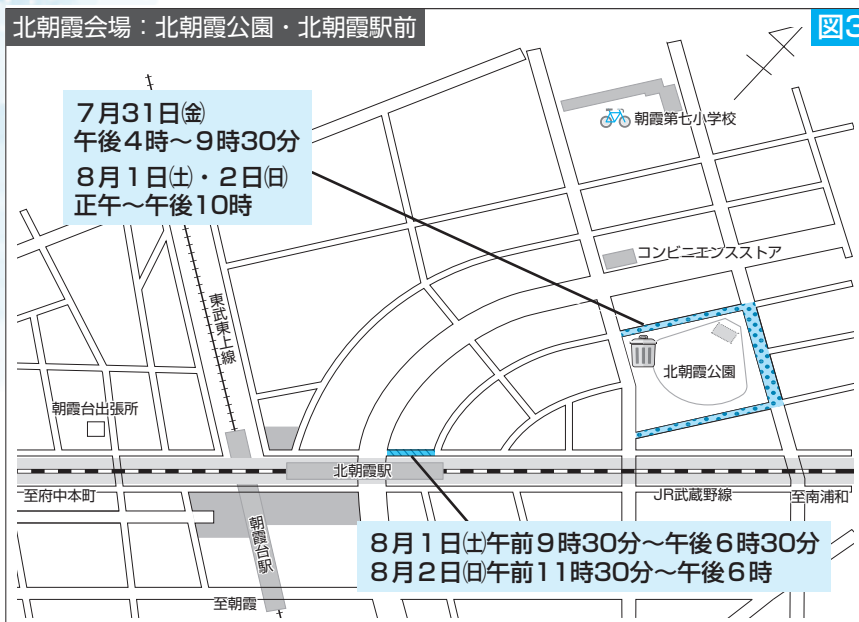 北朝霞会場：北朝霞公園・北朝霞駅前
図3
7月31日㈮
午後4時～9時30分
8月1日㈯・2日㈰
正午～午後10時
朝霞第七小学校
コンビニエンスストア
東武東上線
北朝霞公園
朝霞台出張所
北朝霞駅
至府中本町
JR武蔵野線
至南浦和
朝霞台駅
8月1日㈯午前9時30分～午後6時30分
8月2日㈰午前11時30分～午後6時
至朝霞